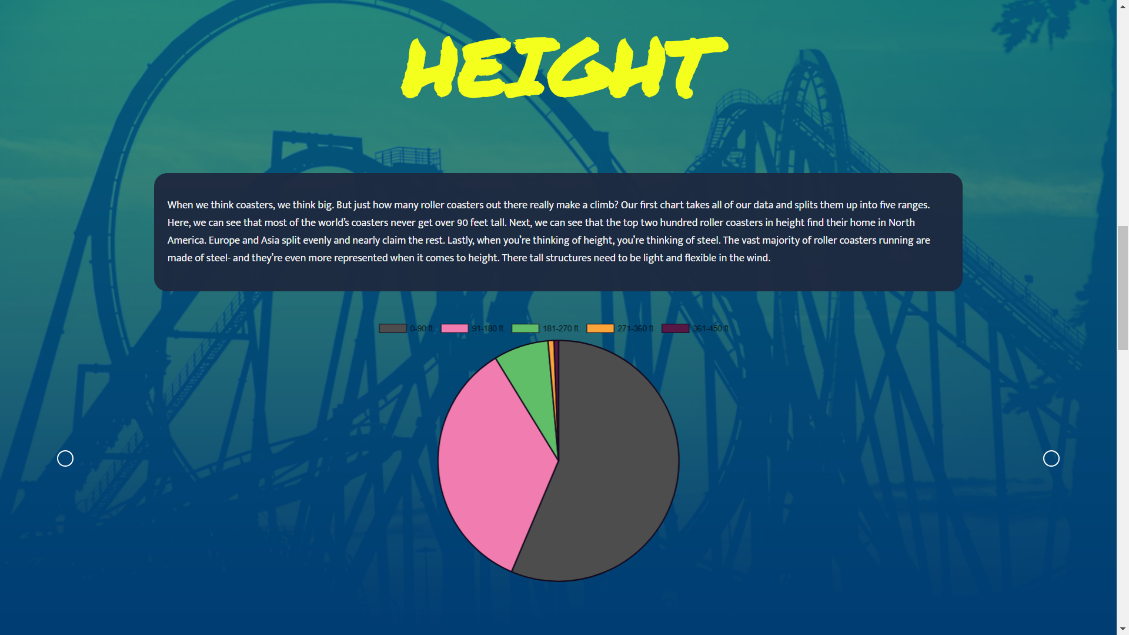 HEIGHT
When we think coasters, we think big. But just how many roller coasters out there really make a climb? Our first chart takes all of our data and splits them up into five ranges.
Here, we can see that most of the world's coasters never get over 90 feet tall. Next, we can see that the top two hundred roller coasters in height find their home in North
America. Europe and Asia split evenly and nearly claim the rest. Lastly, when you're thinking of height, you're thinking of steel. The vast majority of roller coasters running are
made of steel- and they're even more represented when it comes to height. There tall structures need to be light and flexible in the wind.
0-90 ft 91-180 ft 181-270 ft 271-360 ft 361-450 ft